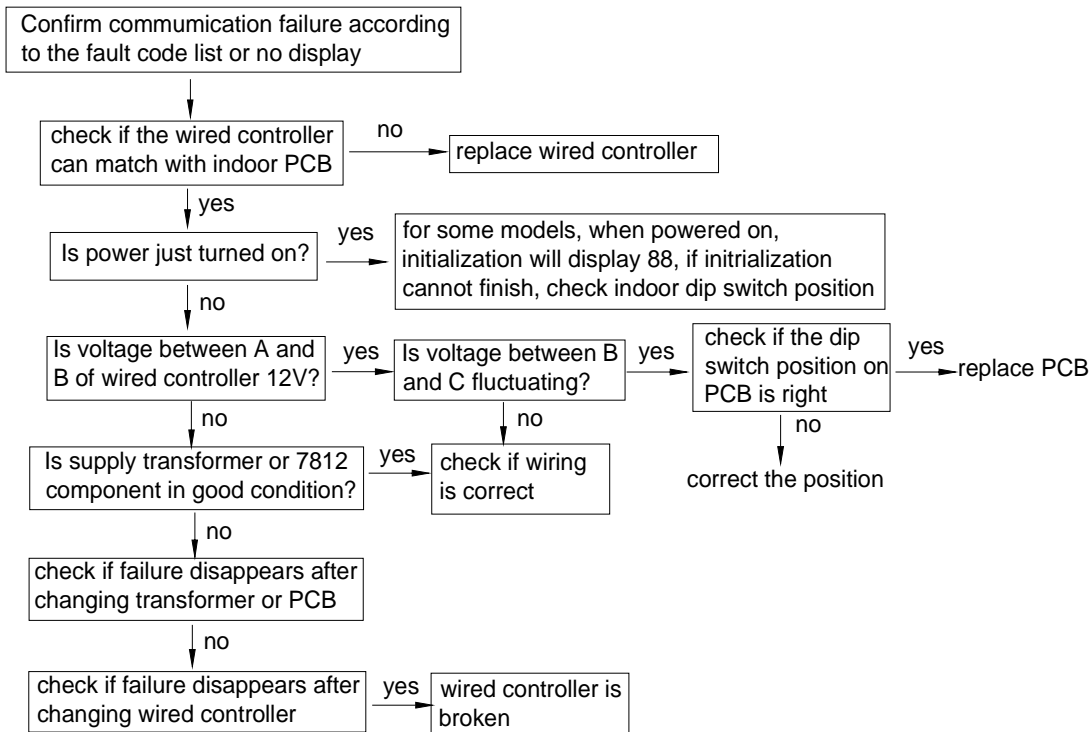 Confirm commumication failure according
to the fault code list or no display
check if the wired controller
can match with indoor PCB
no
replace wired controller
yes
Is power just turned on?
yes
for some models, when powered on,
initialization will display 88, if initrialization
cannot finish, check indoor dip switch position
no
Is voltage between A and
B of wired controller 12V?
yes
Is voltage between B
and C fluctuating?
yes
check if the dip
switch position on
PCB is right
yes
replace PCB
no
no
no
correct the position
Is supply transformer or 7812
component in good condition?
yes
check if wiring
is correct
no
check if failure disappears after
changing transformer or PCB
no
check if failure disappears after
changing wired controller
yes
wired controller is
broken